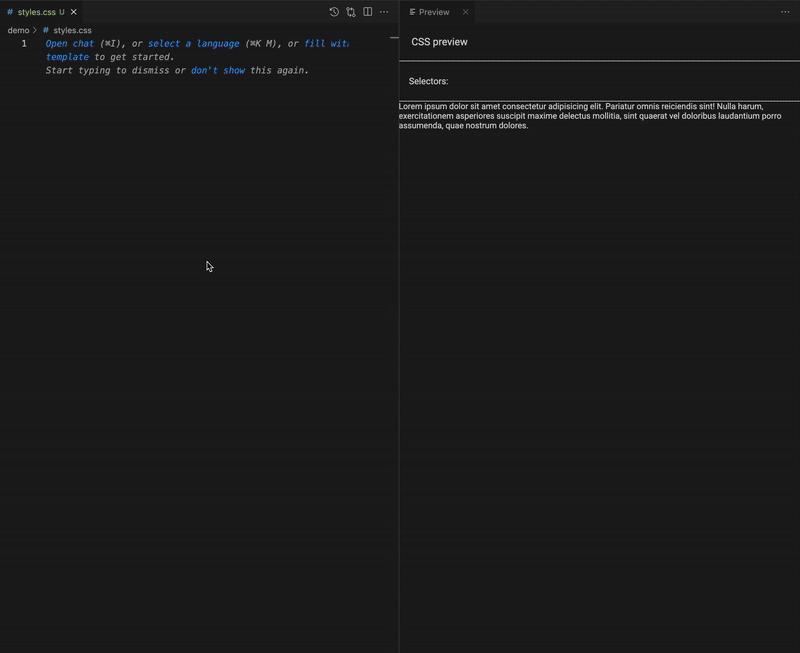 # styles.css U
Preview
demo > # styles.css
1
Open chat (⌘I), or select a language (⌘K M), or fill wit
template to get started.
Start typing to dismiss or don't show this again.
CSS preview
Selectors:
Lorem ipsum dolor sit amet consectetur adipisicing elit. Pariatur omnis reiciendis sint! Nulla harum,
exercitationem asperiores suscipit maxime delectus mollitia, sint quaerat vel doloribus laudantium porro
assumenda, quae nostrum dolores.